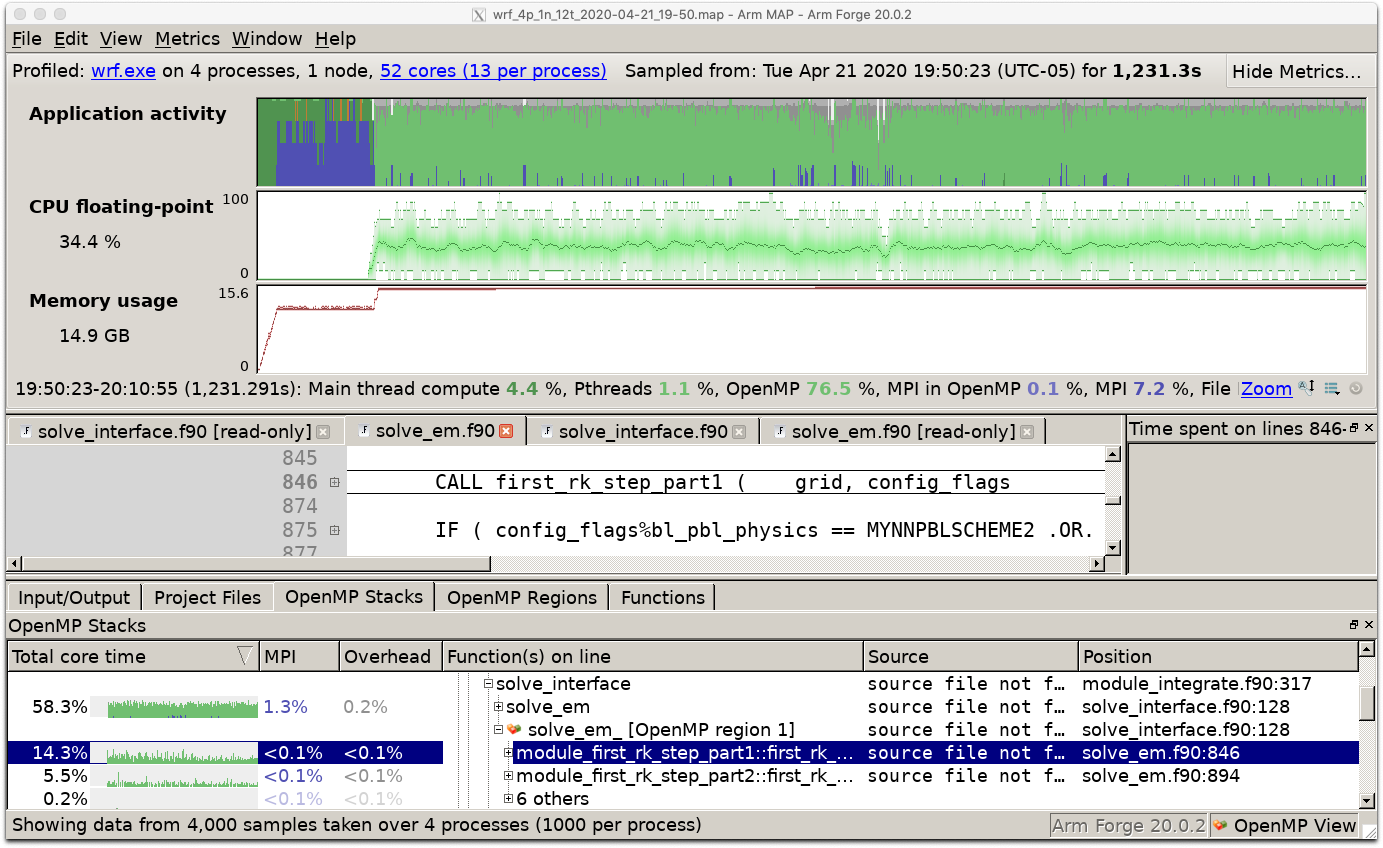 wrf_4p_1n_12t_2020-04-21_19-50.map - Arm MAP - Arm Forge 20.0.2
File Edit View Metrics Window Help
Profiled: wrf.exe on 4 processes, 1 node, 52 cores (13 per process) Sampled from: Tue Apr 21 2020 19:50:23 (UTC-05) for 1,231.3s Hide Metrics...
Application activity
CPU floating-point 100
34.4 %
0
Memory usage 15.6
14.9 GB
0
19:50:23-20:10:55 (1,231.291s): Main thread compute 4.4 %, Pthreads 1.1 %, OpenMP 76.5 %, MPI in OpenMP 0.1 %, MPI 7.2 %, File Zoom
solve_interface.f90 [read-only] solve_em.f90 solve_interface.f90 solve_em.f90 [read-only] Time spent on lines 846-
845
846 CALL first_rk_step_part1 ( grid, config_flags
874
875 IF ( config_flags%bl_pbl_physics == MYNNPBLSCHEME2 .OR.
877
Input/Output Project Files OpenMP Stacks OpenMP Regions Functions
OpenMP Stacks
Total core time MPI Overhead Function(s) on line Source Position
solve_interface source file not f… module_integrate.f90:317
58.3% 1.3% 0.2% solve_em source file not f… solve_interface.f90:128
solve_em_ [OpenMP region 1] source file not f… solve_interface.f90:128
14.3% <0.1% <0.1% module_first_rk_step_part1::first_rk_... source file not f… solve_em.f90:846
5.5% <0.1% <0.1% module_first_rk_step_part2::first_rk_... source file not f… solve_em.f90:894
0.2% <0.1% <0.1% 6 others
Showing data from 4,000 samples taken over 4 processes (1000 per process) Arm Forge 20.0.2 OpenMP View